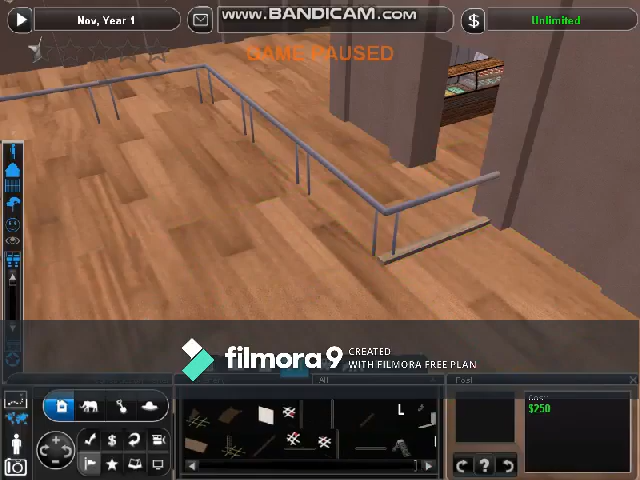 Nov, Year 1
WWW.BANDICAM.COM
$
Unlimited
GAME PAUSED
filmora 9
CREATED
WITH FILMORA FREE PLAN
All
Post
Cost:
$250